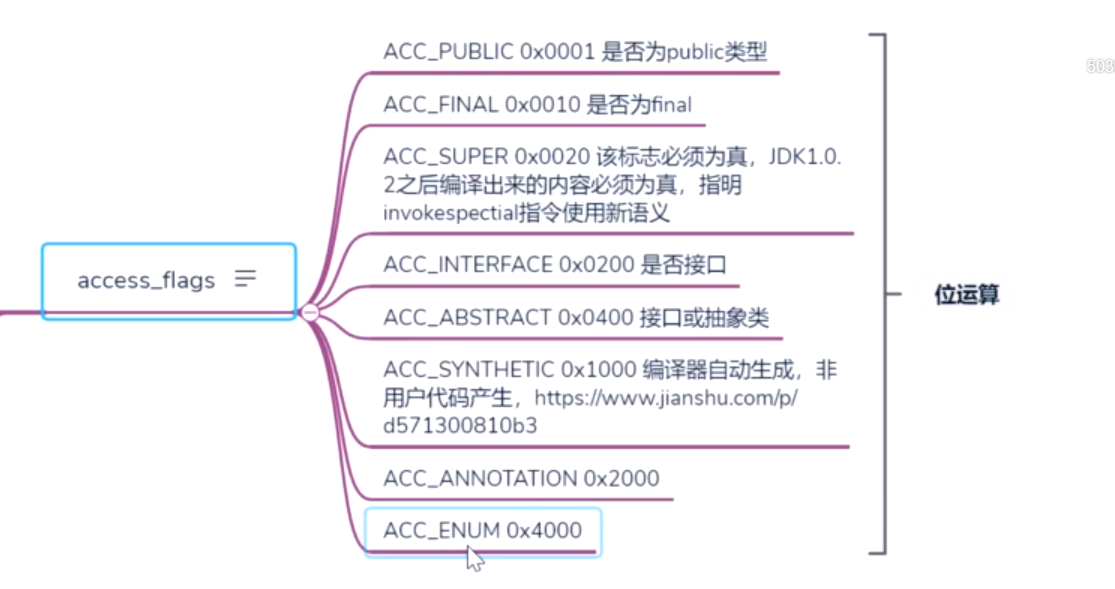 ACC_PUBLIC 0x0001 是否为public类型
503
ACC_FINAL 0x0010 是否为final
ACC_SUPER 0x0020 该标志必须为真，JDK1.0.
2之后编译出来的内容必须为真，指明
invokespectial指令使用新语义
ACC_INTERFACE 0x0200 是否接口
access_flags
位运算
ACC_ABSTRACT 0x0400 接口或抽象类
ACC_SYNTHETIC 0x1000 编译器自动生成，非
用户代码产生，https://www.jianshu.com/p/
d571300810b3
ACC_ANNOTATION 0x2000
ACC_ENUM 0x4000